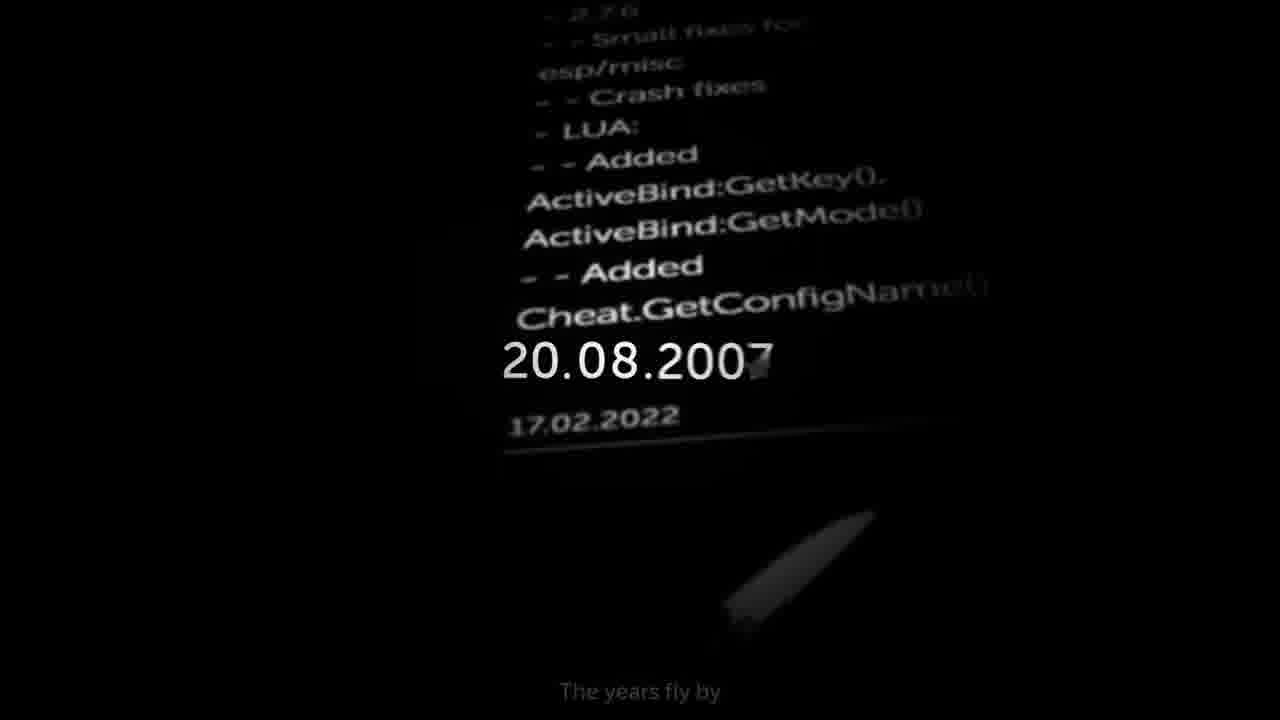 - 2.7.6
- - Small fixes for
esp/misc
- - Crash fixes
- LUA:
- - Added
ActiveBind:GetKey(),
ActiveBind:GetMode()
- - Added
Cheat.GetConfigName()
20.08.2007
17.02.2022
The years fly by